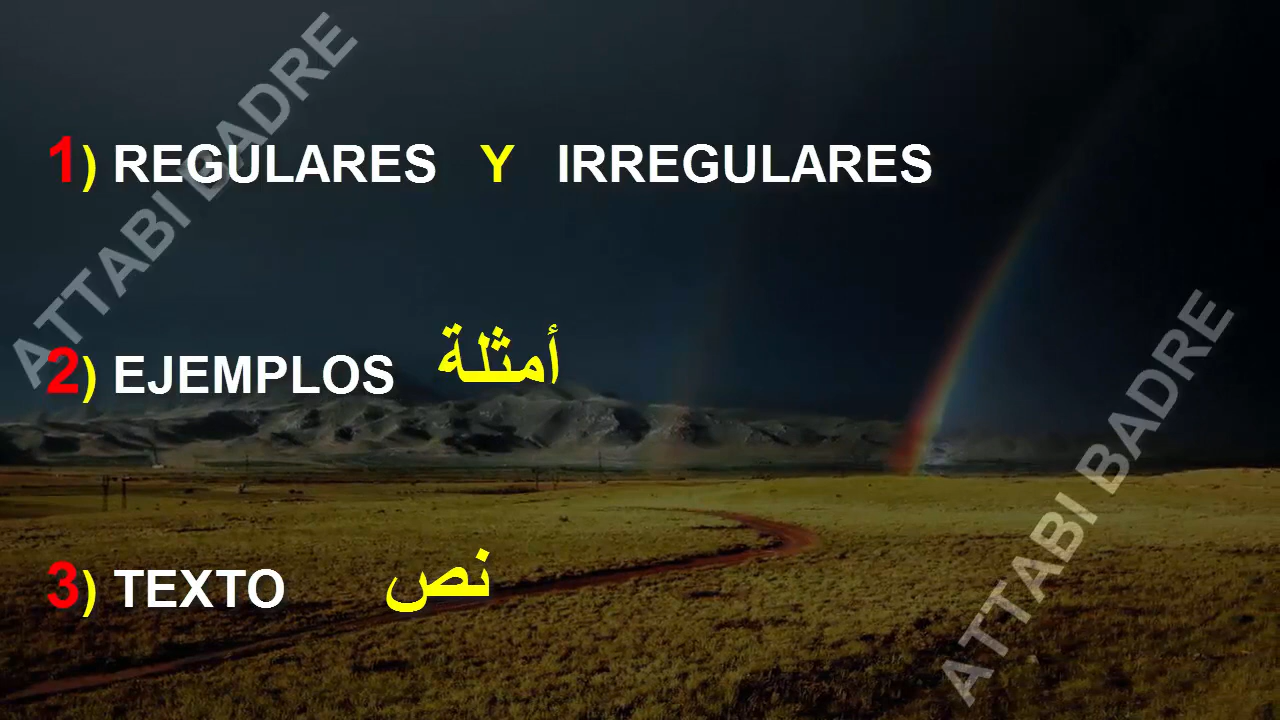 1) REGULARES Y IRREGULARES
2) EJEMPLOS أمثلة
3) TEXTO نص
ATTABI BADRE
ATTABI BADRE